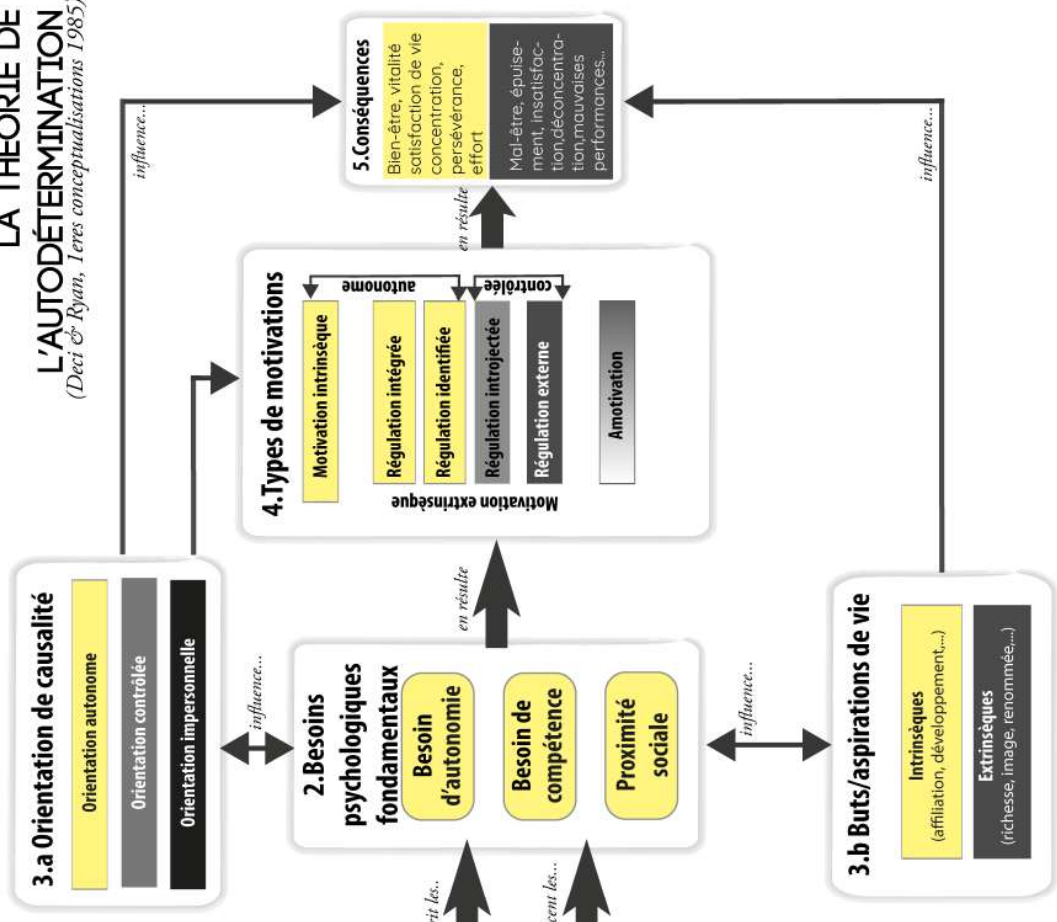 LA THÉORIE DE
L'AUTODÉTERMINATION
(Deci & Ryan, 1eres conceptualisations 1985)
3.a Orientation de causalité
Orientation autonome
Orientation contrôlée
Orientation impersonnelle
influence...
influence...
2.Besoins
psychologiques
fondamentaux
Besoin
d'autonomie
Besoin de
compétence
Proximité
sociale
en résulte
4.Types de motivations
Motivation intrinsèque
Régulation intégrée
Régulation identifiée
Régulation introjectée
Régulation externe
Amotivation
Motivation extrinsèque
autonome
contrôlée
en résulte
5.Conséquences
Bien-être, vitalité
satisfaction de vie
concentration,
persévérance,
effort
Mal-être, épuise-
ment, insatisfac-
tion,déconcentra-
tion,mauvaises
performances...
influence...
influence...
3.b Buts/aspirations de vie
Intrinsèques
(affiliation, développement,...)
Extrinsèques
(richesse, image, renommée,...)
les..
les...